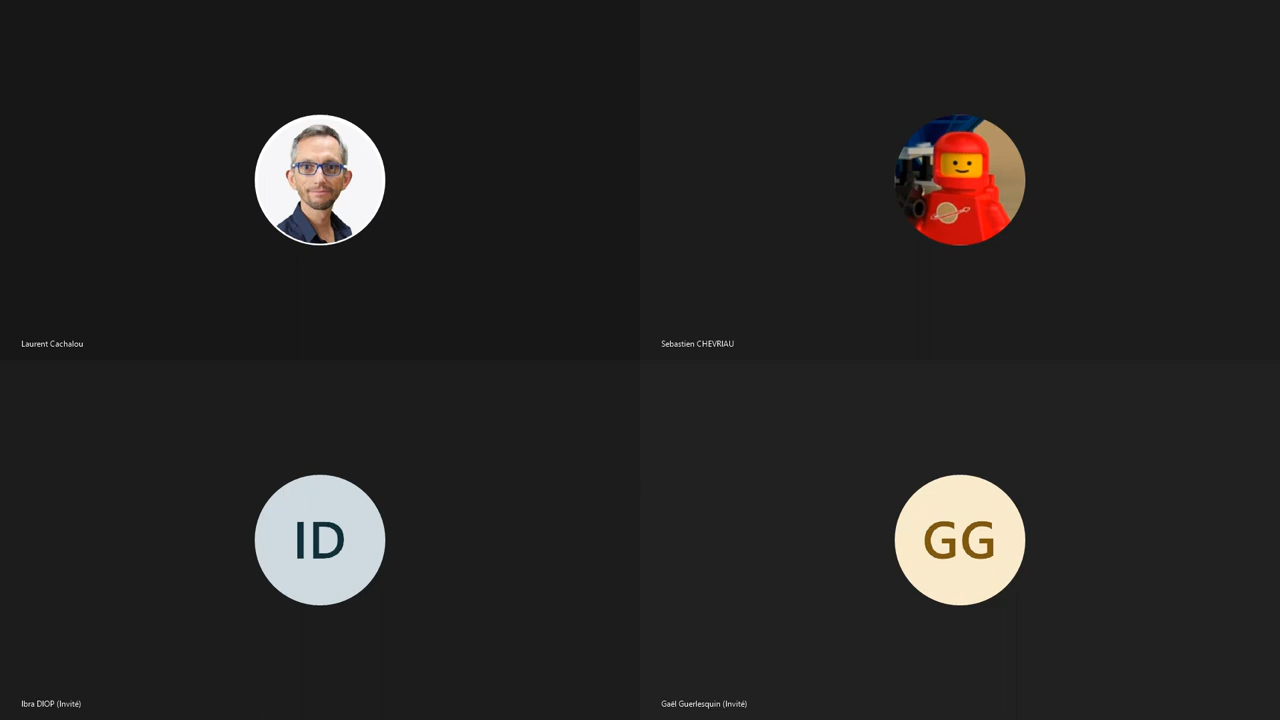 Laurent Cachalou
Sebastien CHEVRIAU
ID
GG
Ibra DIOP (Invité)
Gaël Guerlesquin (Invité)